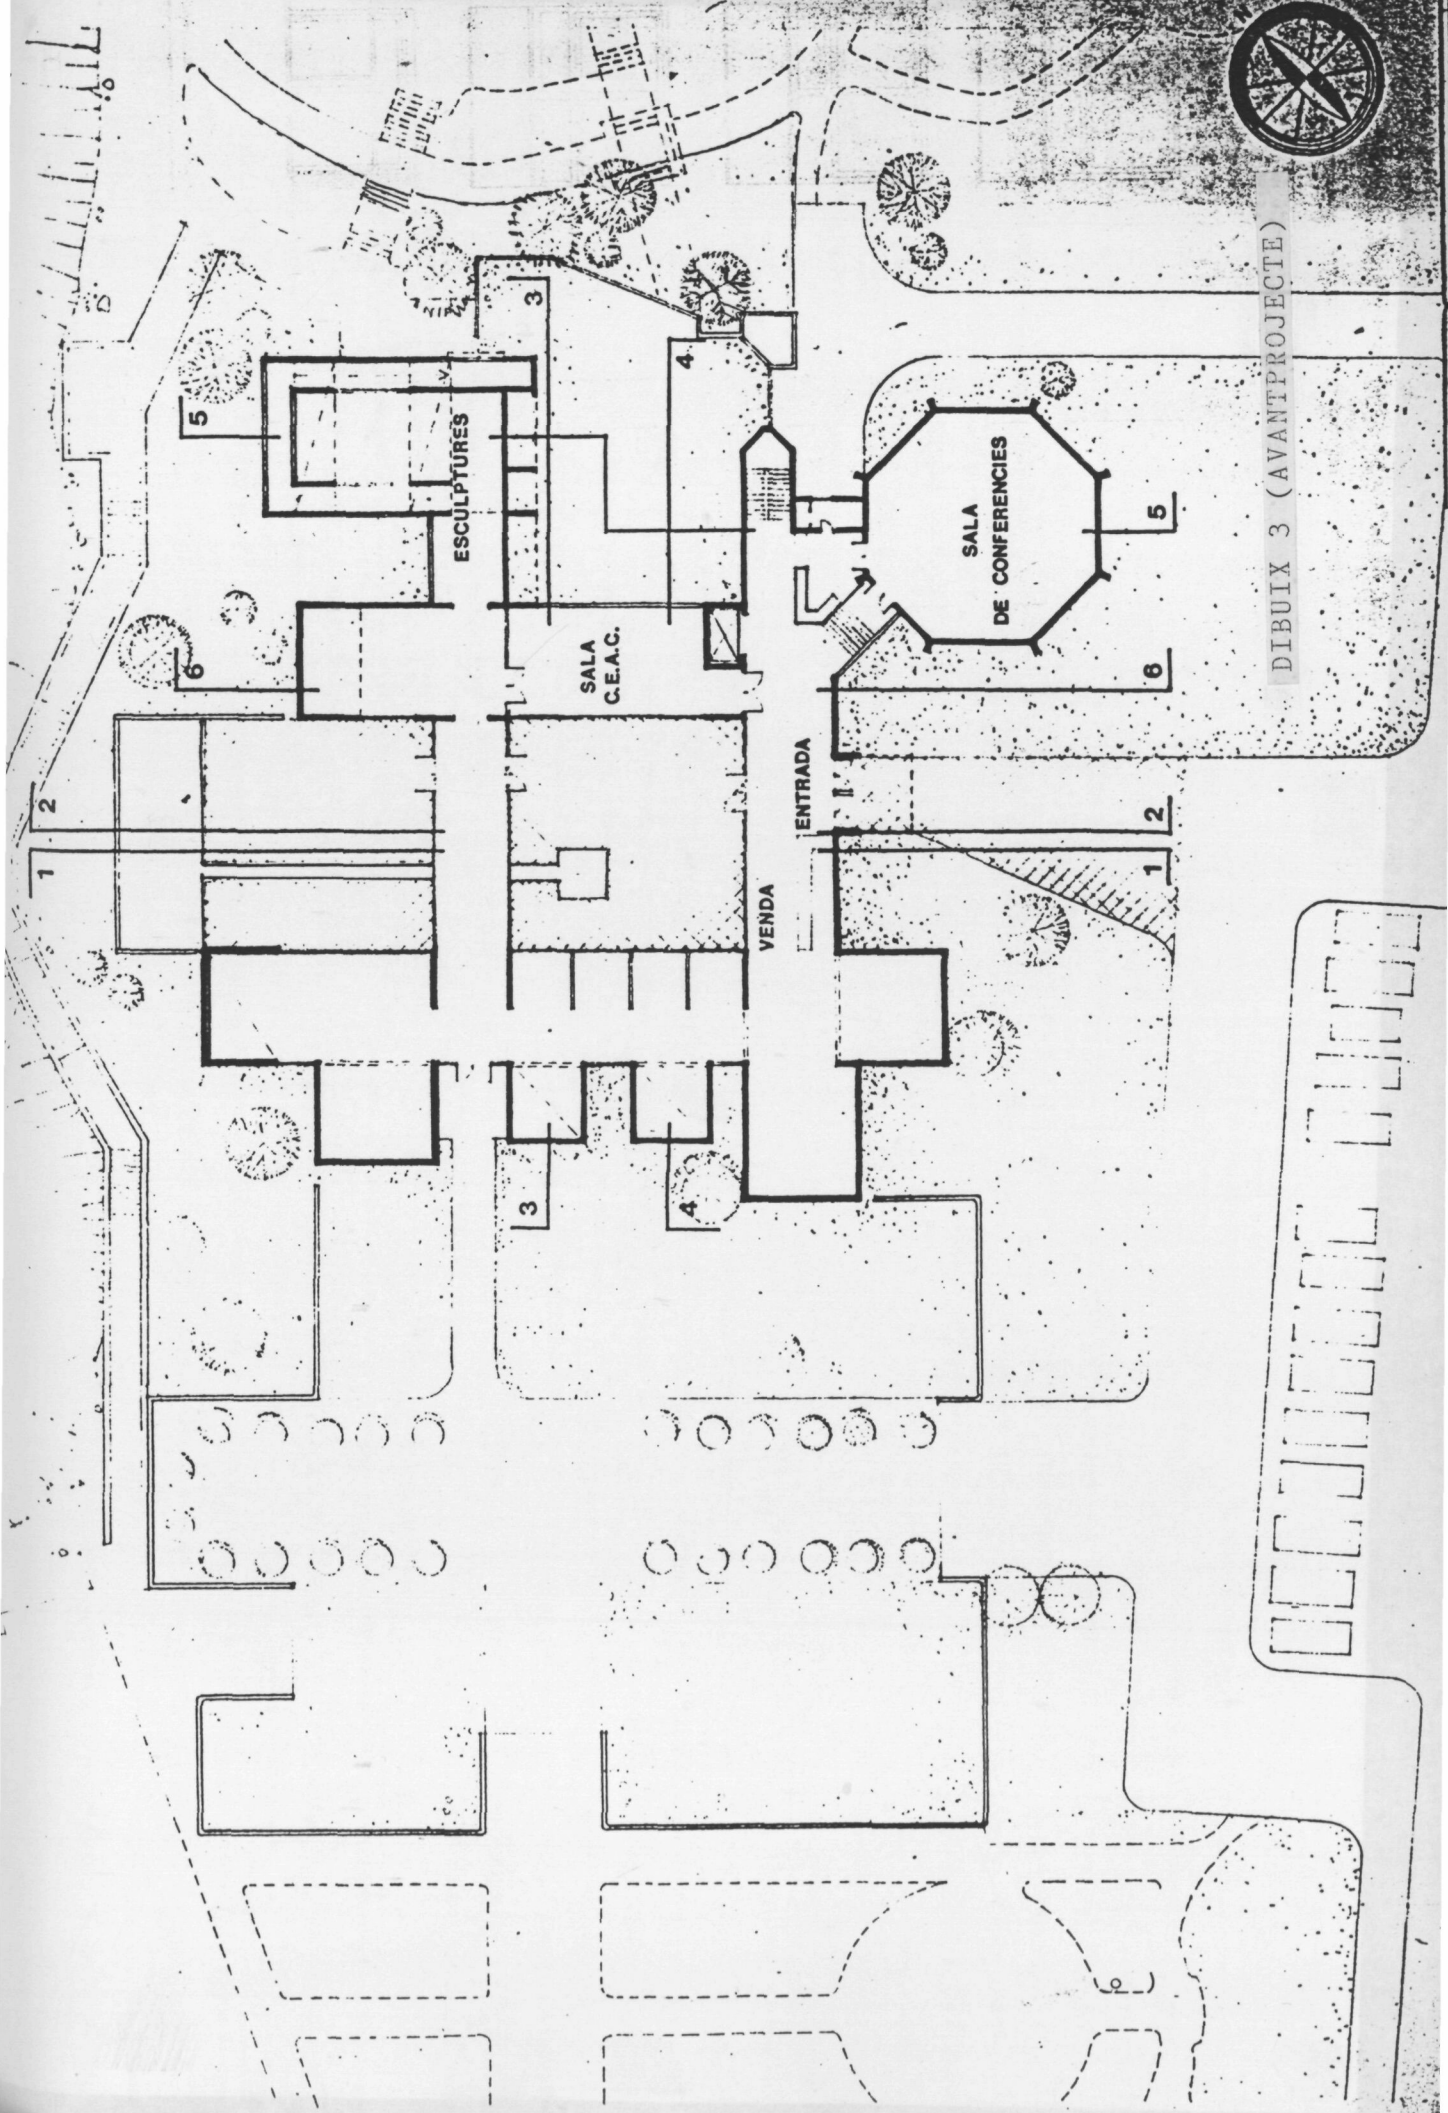 5
3
4
ESCULPTURES
SALA
DE CONFERENCIES
5
6
SALA
C.E.A.C.
6
2
1
ENTRADA
VENDA
2
1
3
4
N
DIBUIX 3 (AVANTPROJECTE)